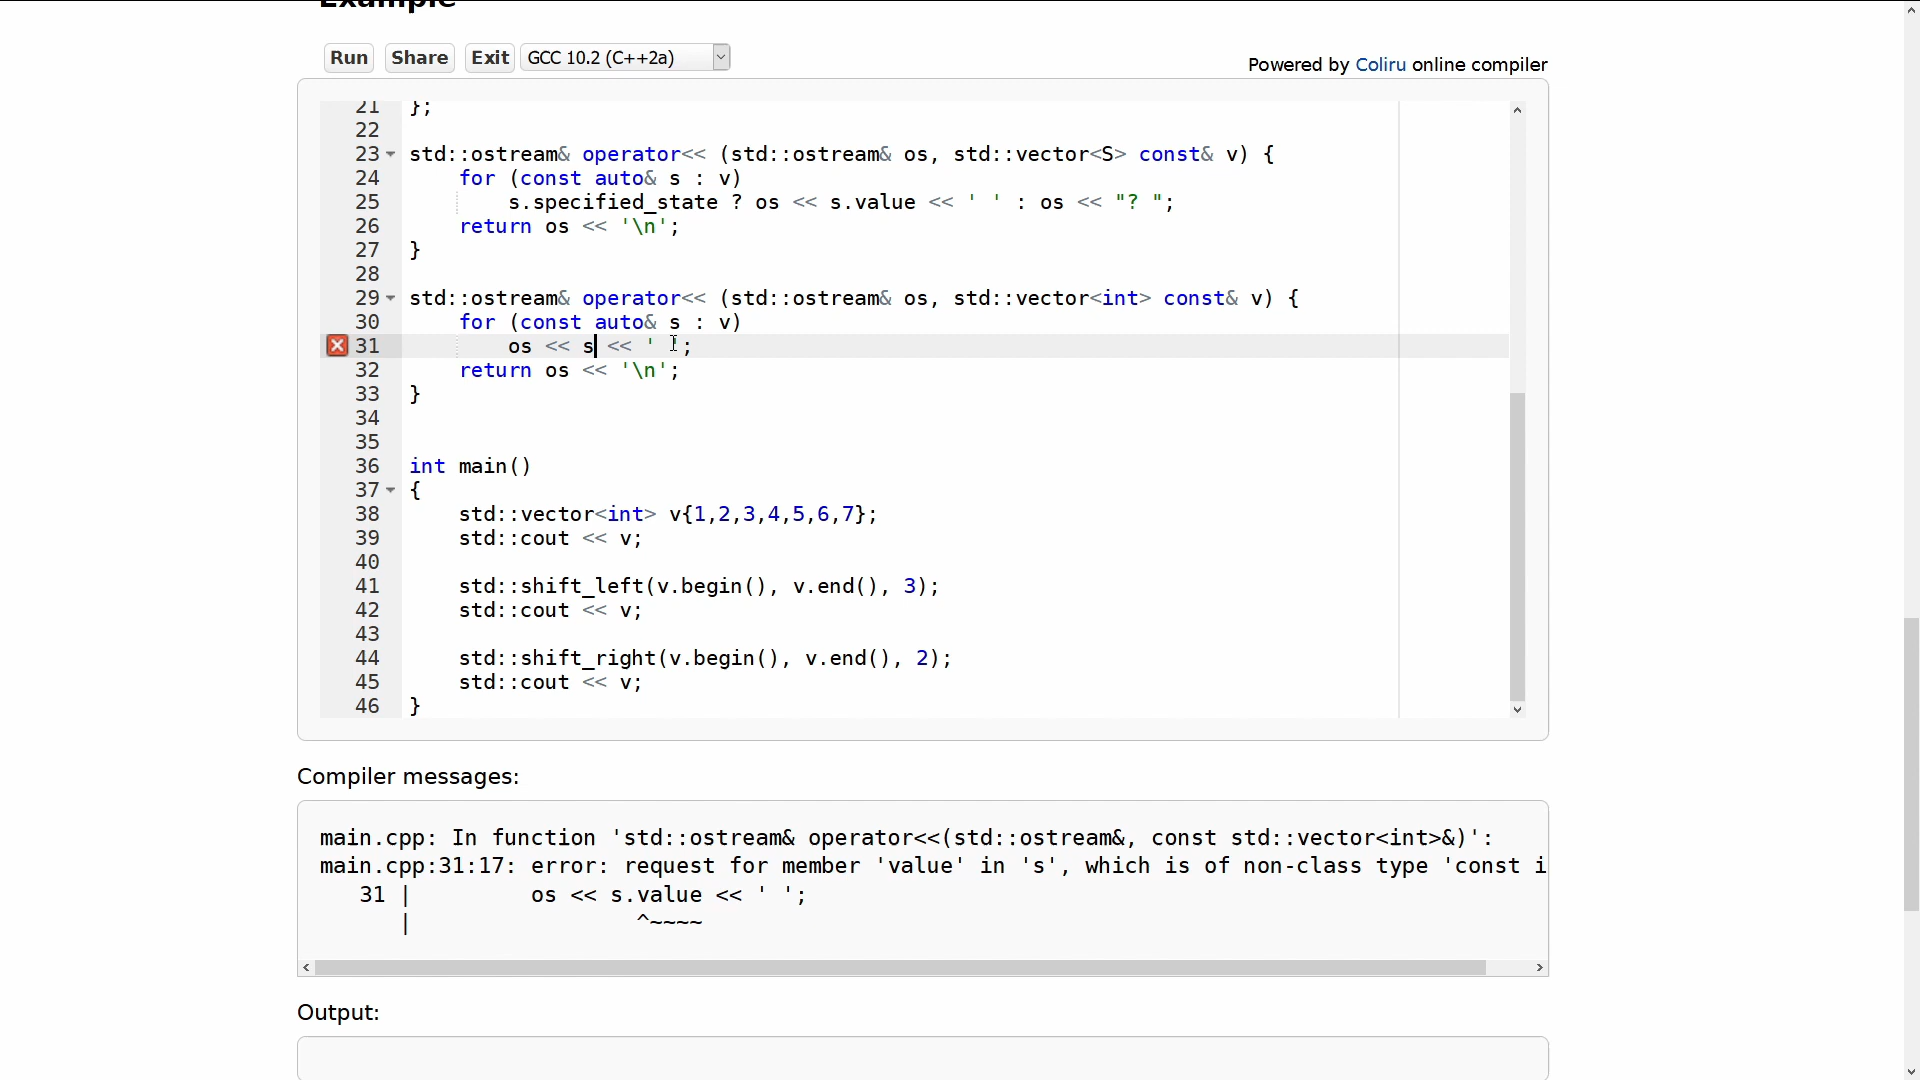 Example
Run Share Exit GCC 10.2 (C++2a)
Powered by Coliru online compiler
21 };
22
23 std::ostream& operator<< (std::ostream& os, std::vector<S> const& v) {
24     for (const auto& s : v)
25         s.specified_state ? os << s.value << ' ' : os << "? ";
26     return os << '\n';
27 }
28
29 std::ostream& operator<< (std::ostream& os, std::vector<int> const& v) {
30     for (const auto& s : v)
31         os << s << ' ';
32     return os << '\n';
33 }
34
35
36 int main()
37 {
38     std::vector<int> v{1,2,3,4,5,6,7};
39     std::cout << v;
40
41     std::shift_left(v.begin(), v.end(), 3);
42     std::cout << v;
43
44     std::shift_right(v.begin(), v.end(), 2);
45     std::cout << v;
46 }
Compiler messages:
main.cpp: In function 'std::ostream& operator<<(std::ostream&, const std::vector<int>&)':
main.cpp:31:17: error: request for member 'value' in 's', which is of non-class type 'const i
31 |         os << s.value << ' ';
|                 ^~~~~
Output: